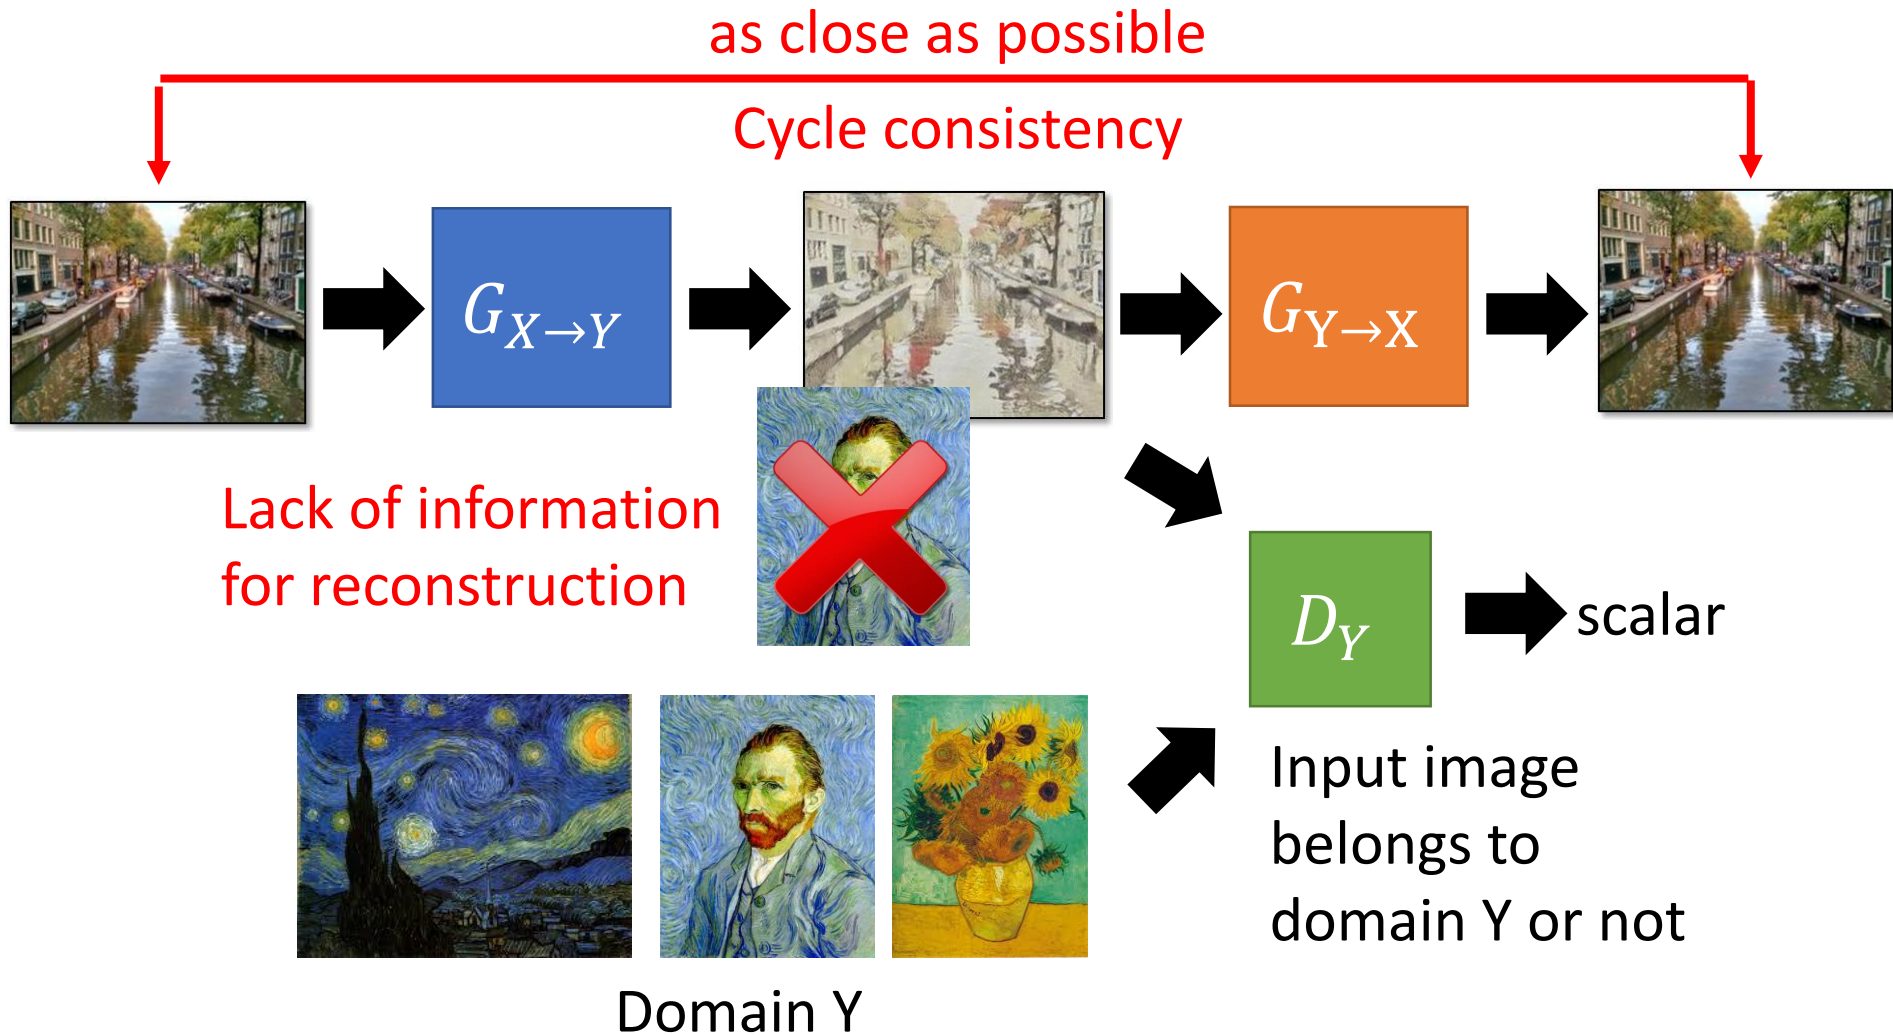 as close as possible
Cycle consistency
G_{X→Y}
G_{Y→X}
Lack of information
for reconstruction
D_Y
scalar
Input image
belongs to
domain Y or not
Domain Y